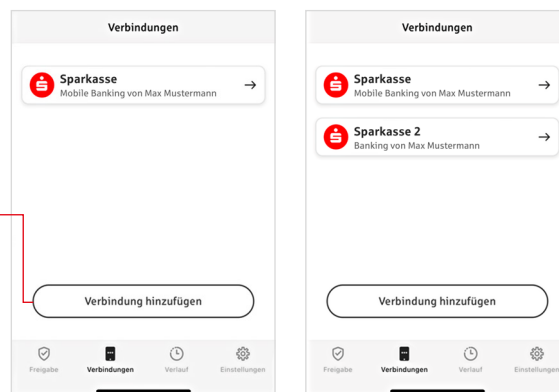 Verbindungen
Sparkasse
Mobile Banking von Max Mustermann
Verbindung hinzufügen
Freigabe Verbindungen Verlauf Einstellungen
Verbindungen
Sparkasse
Mobile Banking von Max Mustermann
Sparkasse 2
Banking von Max Mustermann
Verbindung hinzufügen
Freigabe Verbindungen Verlauf Einstellungen